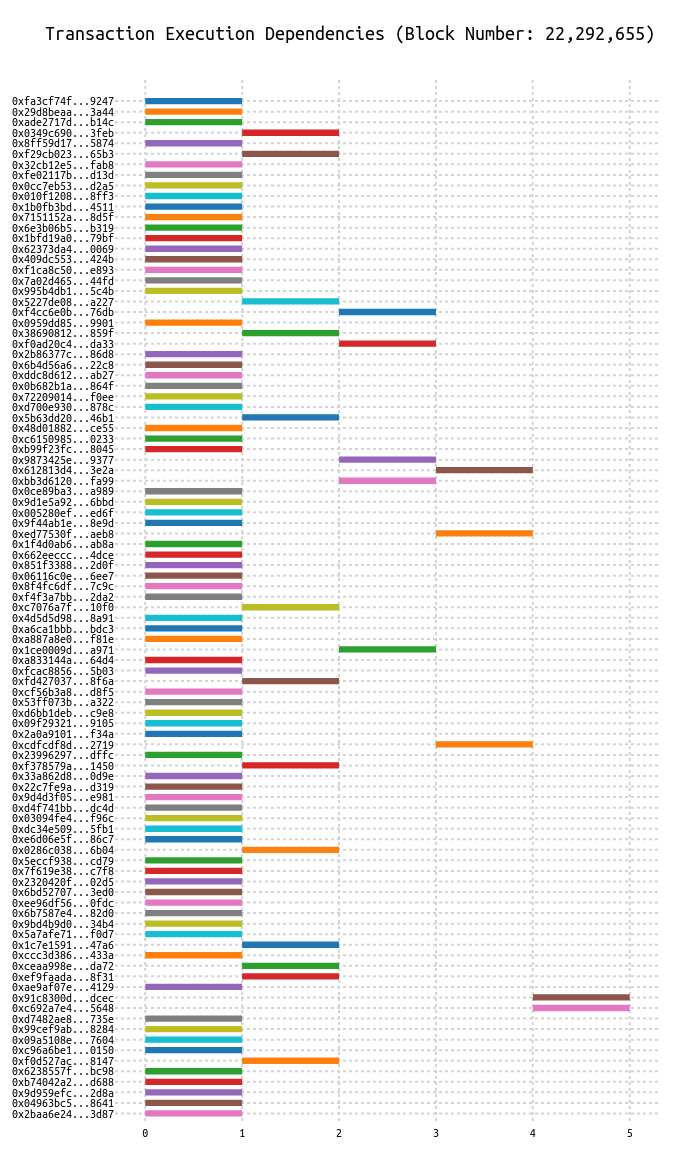 Transaction Execution Dependencies (Block Number: 22,292,655)
0xfa3cf74f...9247
0x29d8beaa...3a44
0xade2717d...b14c
0x0349c690...3feb
0x8ff59d17...5874
0xf29cb023...65b3
0x32cb12e5...fab8
0xfe02117b...d13d
0x0cc7eb53...d2a5
0x010f1208...8ff3
0x1b0fb3bd...4511
0x7151152a...8d5f
0x6e3b06b5...b319
0x1bfd19a0...79bf
0x62373da4...0069
0x409dc553...424b
0xf1ca8c50...e893
0x7a02d465...44fd
0x995b4db1...5c4b
0x5227de08...a227
0xf4cc6e0b...76db
0x0959dd85...9901
0x38690812...859f
0xf0ad20c4...da33
0x2b86377c...86d8
0x6b4d56a6...22c8
0xddc8d612...ab27
0x0b682b1a...864f
0x72209014...f0ee
0xd700e930...878c
0x5b63dd20...46b1
0x48d01882...ce55
0xc6150985...0233
0xb99f23fc...8045
0x9873425e...9377
0x612813d4...3e2a
0xbb3d6120...fa99
0x0ce89ba3...a989
0x9d1e5a92...6bbd
0x005280ef...ed6f
0x9f44ab1e...8e9d
0xed77530f...aeb8
0x1f4d0ab6...ab8a
0x662eeccc...4dce
0x851f3388...2d0f
0x06116c0e...6ee7
0x8f4fc6df...7c9c
0xf4f3a7bb...2da2
0xc7076a7f...10f0
0x4d5d5d98...8a91
0xa6ca1bbb...bdc3
0xa887a8e0...f81e
0x1ce0009d...a971
0xa833144a...64d4
0xfcac8856...5b03
0xfd427037...8f6a
0xcf56b3a8...d8f5
0x53ff073b...a322
0xd6bb1deb...c9e8
0x09f29321...9105
0x2a0a9101...f34a
0xcdfcdf8d...2719
0x23996297...dffc
0xf378579a...1450
0x33a862d8...0d9e
0x22c7fe9a...d319
0x9d4d3f05...e981
0xd4f741bb...dc4d
0x03094fe4...f96c
0xdc34e509...5fb1
0xe6d06e5f...86c7
0x0286c038...6b04
0x5eccf938...cd79
0x7f619e38...c7f8
0x2320420f...02d5
0x6bd52707...3ed0
0xee96df56...0fdc
0x6b7587e4...82d0
0x9bd4b9d0...34b4
0x5a7afe71...f0d7
0x1c7e1591...47a6
0xccc3d386...433a
0xceaa998e...da72
0xef9faada...8f31
0xae9af07e...4129
0x91c8300d...dcec
0xc692a7e4...5648
0xd7482ae8...735e
0x99cef9ab...8284
0x09a5108e...7604
0xc96a6be1...0150
0xf0d527ac...8147
0x6238557f...bc98
0xb74042a2...d688
0x9d959efc...2d8a
0x04963bc5...8641
0x2baa6e24...3d87
0 1 2 3 4 5